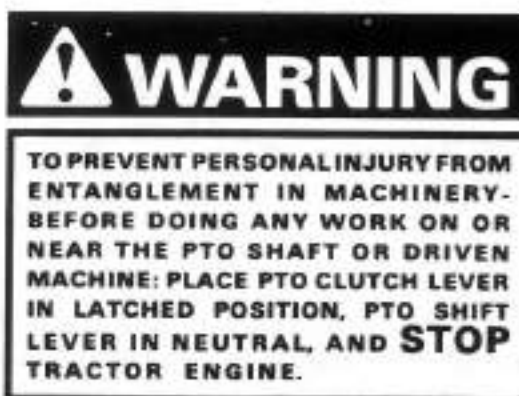 WARNING
TO PREVENT PERSONAL INJURY FROM
ENTANGLEMENT IN MACHINERY-
BEFORE DOING ANY WORK ON OR
NEAR THE PTO SHAFT OR DRIVEN
MACHINE: PLACE PTO CLUTCH LEVER
IN LATCHED POSITION, PTO SHIFT
LEVER IN NEUTRAL, AND STOP
TRACTOR ENGINE.